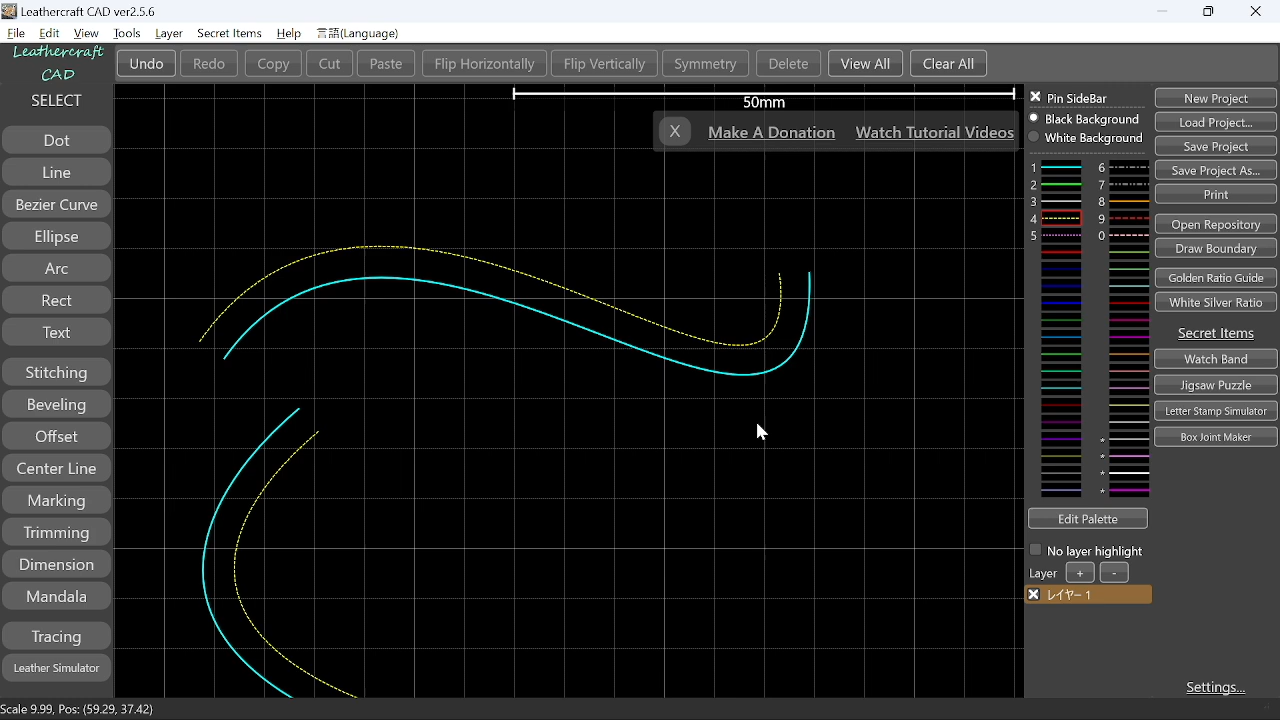 Leathercraft CAD ver2.5.6
File Edit View Tools Layer Secret Items Help 言語(Language)
Leathercraft
CAD
Undo Redo Copy Cut Paste Flip Horizontally Flip Vertically Symmetry Delete View All Clear All
SELECT
Dot
Line
Bezier Curve
Ellipse
Arc
Rect
Text
Stitching
Beveling
Offset
Center Line
Marking
Trimming
Dimension
Mandala
Tracing
Leather Simulator
50mm
X Make A Donation Watch Tutorial Videos
Pin SideBar
Black Background
White Background
1 6
2 7
3 8
4 9
5 0
*
*
*
*
Edit Palette
No layer highlight
Layer + -
レイヤー 1
New Project
Load Project...
Save Project
Save Project As...
Print
Open Repository
Draw Boundary
Golden Ratio Guide
White Silver Ratio
Secret Items
Watch Band
Jigsaw Puzzle
Letter Stamp Simulator
Box Joint Maker
Settings...
Scale 9.99, Pos: (59.29, 37.42)